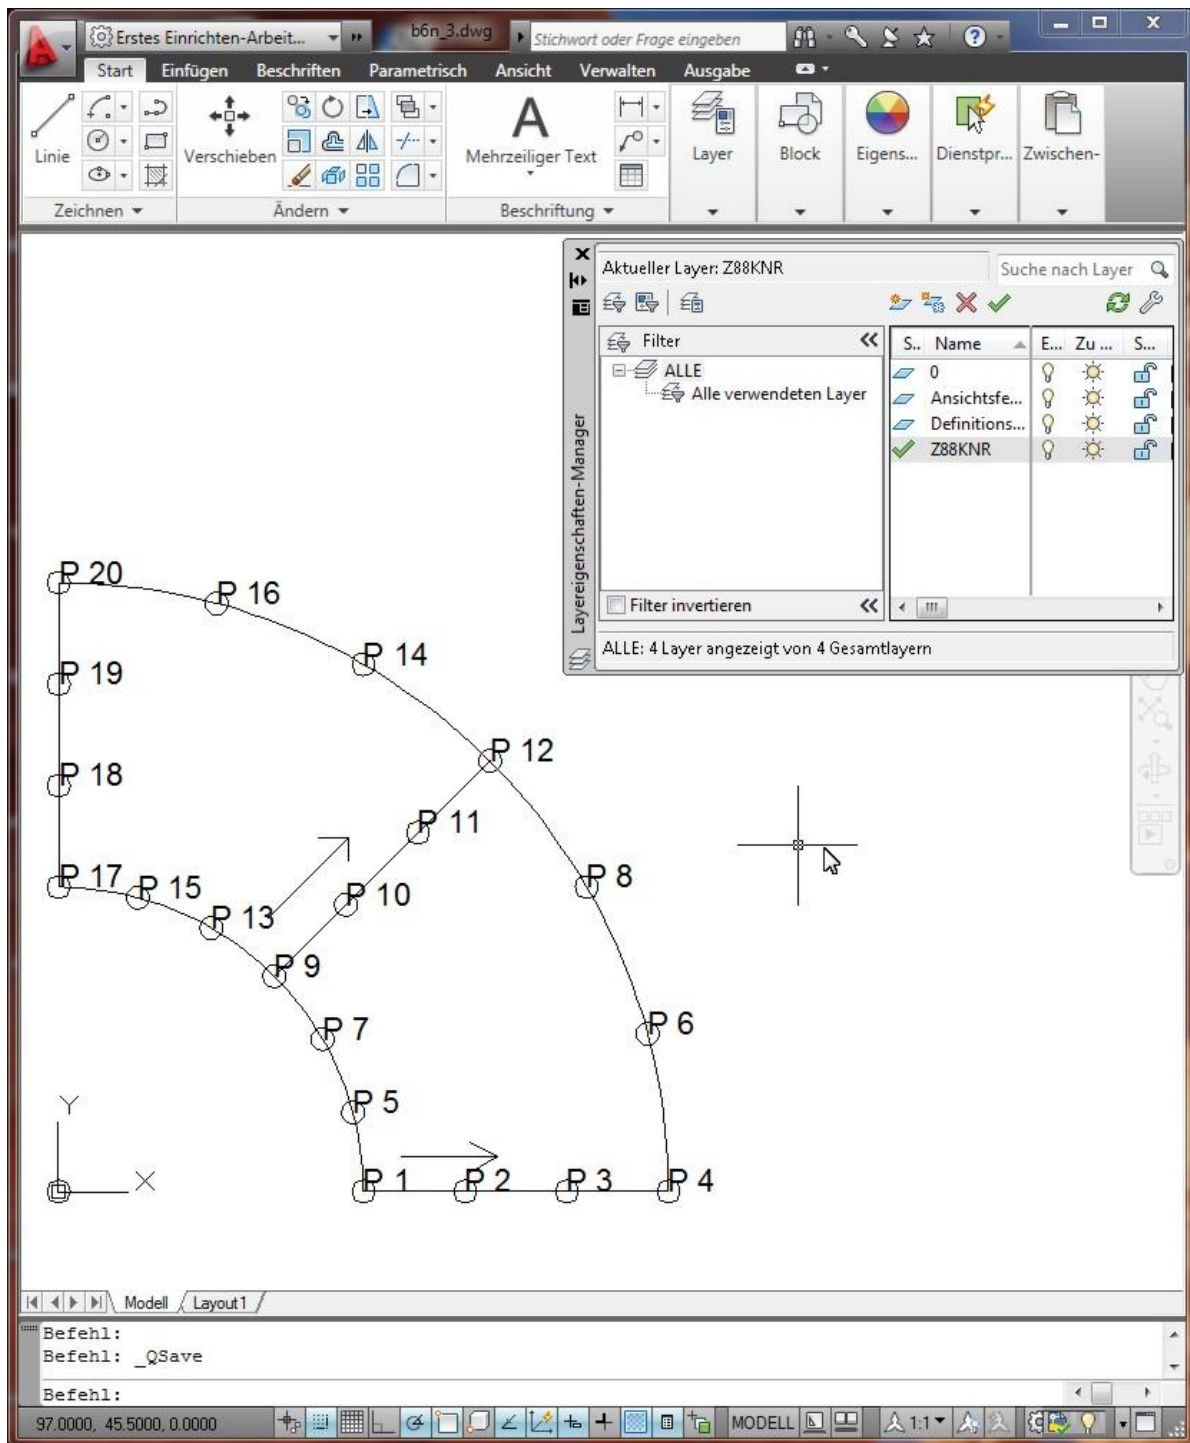 Erstes Einrichten-Arbeit...
b6n_3.dwg
Stichwort oder Frage eingeben
Start Einfügen Beschriften Parametrisch Ansicht Verwalten Ausgabe
Linie
Verschieben
A
Mehrzeiliger Text
Layer
Block
Eigens...
Dienstpr...
Zwischen-
Zeichnen
Ändern
Beschriftung
Aktueller Layer: Z88KNR
Suche nach Layer
Filter
S.. Name E... Zu ... S...
ALLE
Alle verwendeten Layer
0
Ansichtsfe...
Definitions...
Z88KNR
Filter invertieren
ALLE: 4 Layer angezeigt von 4 Gesamtlayern
Layereigenschaften-Manager
P 20
P 16
P 14
P 19
P 12
P 18
P 11
P 17
P 15
P 10
P 8
P 13
P 9
P 7
P 6
P 5
Y
X
P 1
P 2
P 3
P 4
Modell Layout1
Befehl:
Befehl: _QSave
Befehl:
97.0000, 45.5000, 0.0000
MODELL
1:1